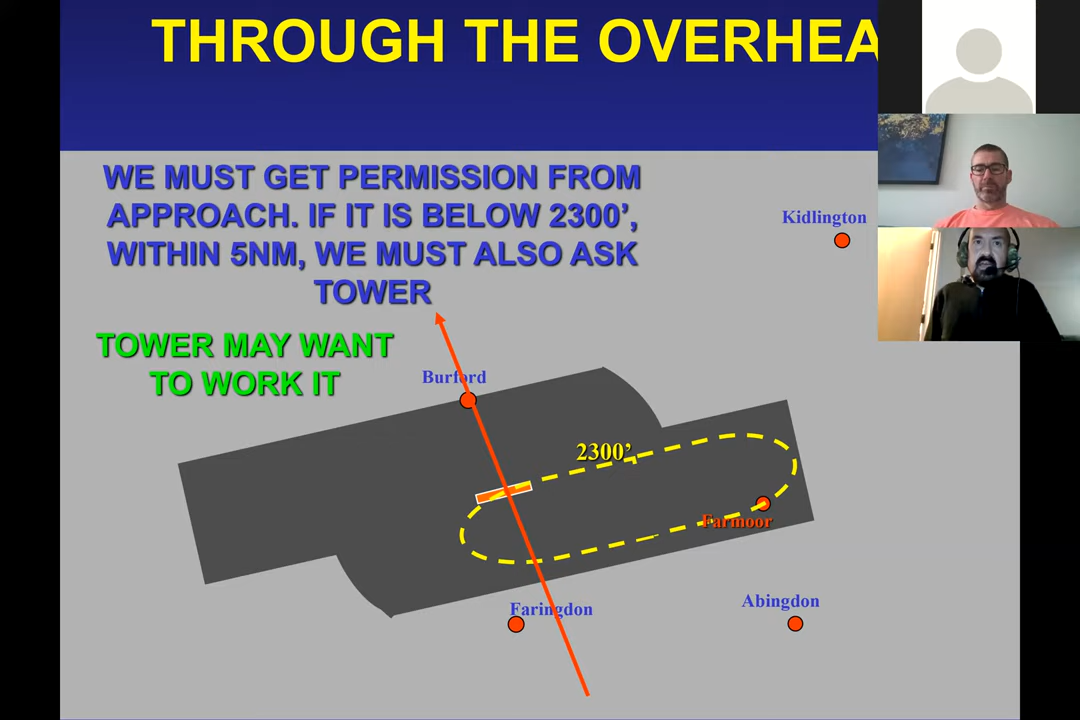 THROUGH THE OVERHEA
WE MUST GET PERMISSION FROM
APPROACH. IF IT IS BELOW 2300’,
WITHIN 5NM, WE MUST ALSO ASK
TOWER
TOWER MAY WANT
TO WORK IT
Kidlington
Burford
2300’
Farmoor
Faringdon
Abingdon